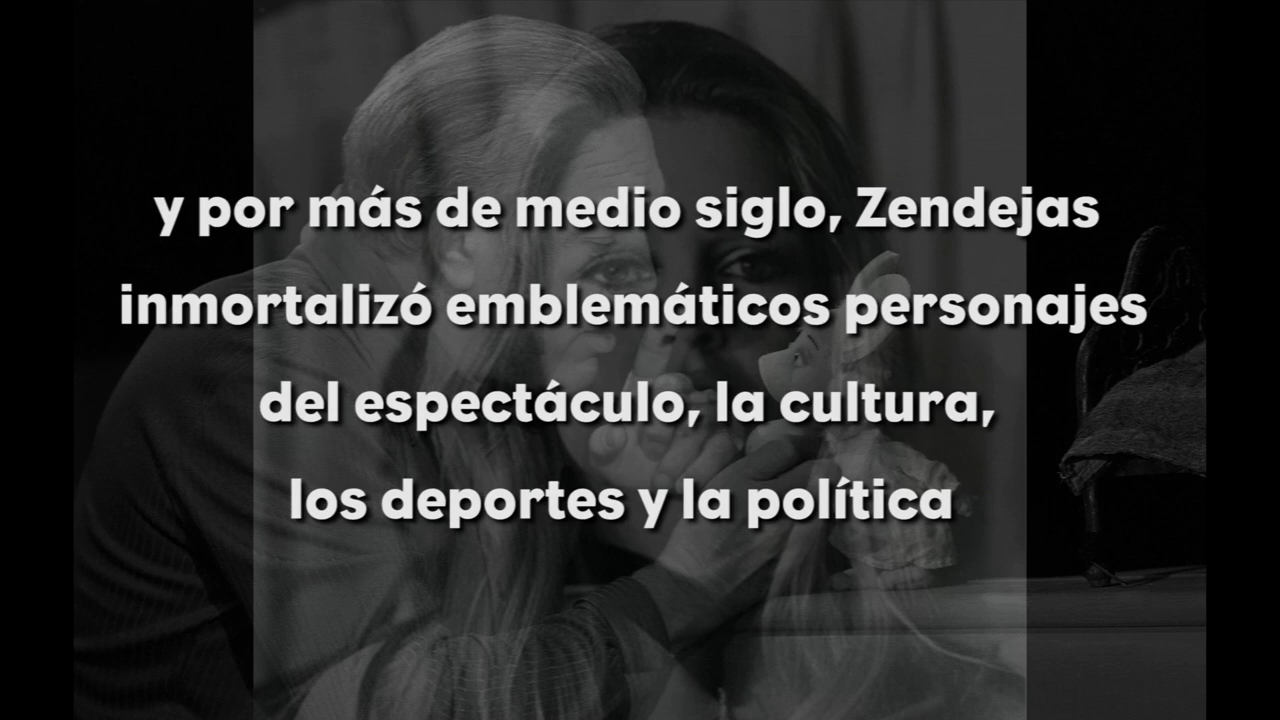 y por más de medio siglo, Zendejas
inmortalizó emblemáticos personajes
del espectáculo, la cultura,
los deportes y la política